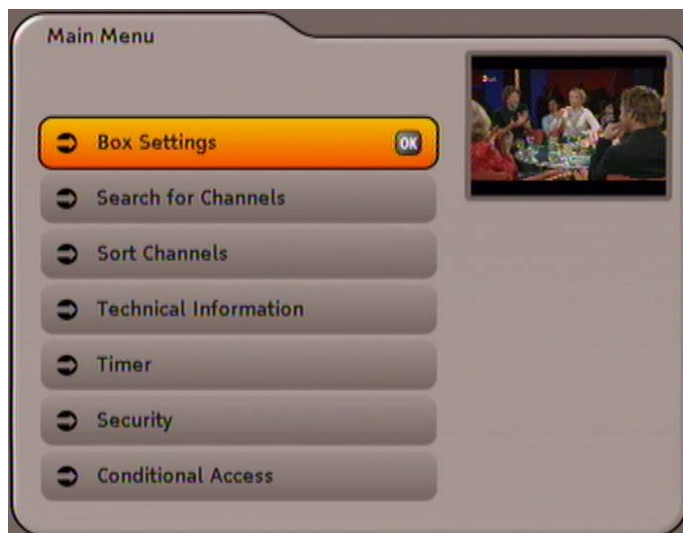 Main Menu
Box Settings OK
Search for Channels
Sort Channels
Technical Information
Timer
Security
Conditional Access